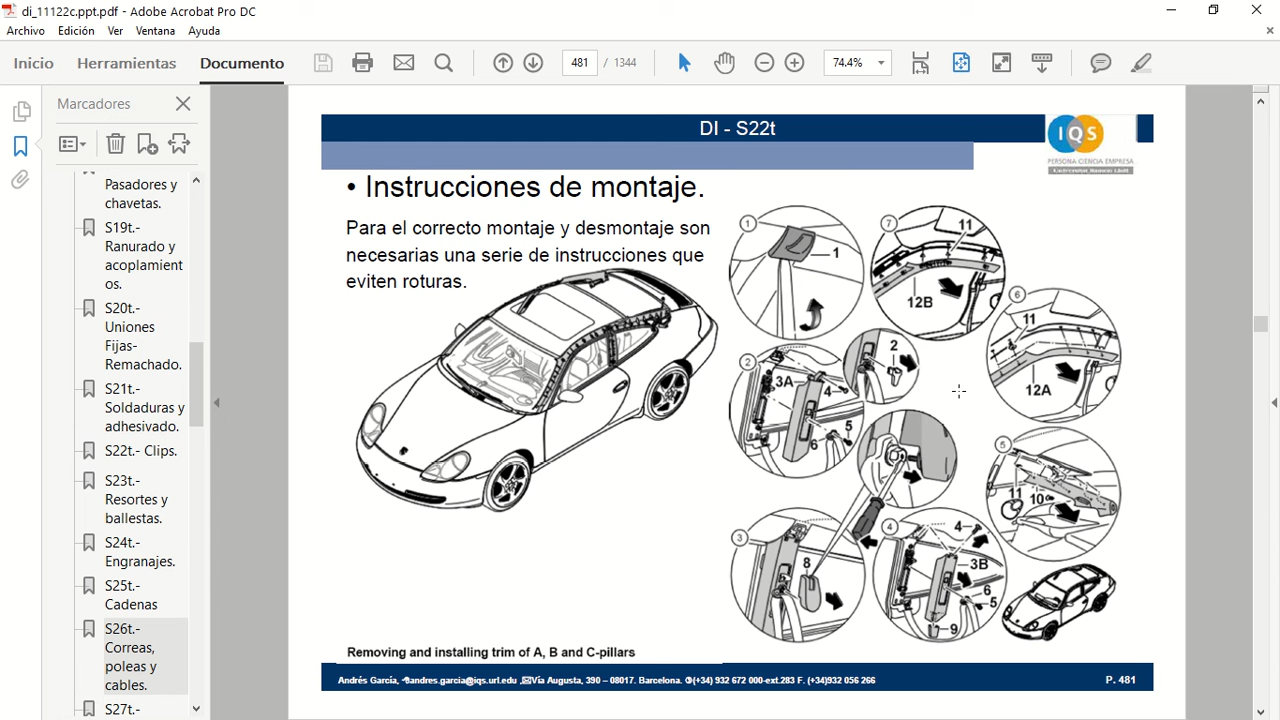 di_11122c.ppt.pdf - Adobe Acrobat Pro DC
Archivo Edición Ver Ventana Ayuda
Inicio Herramientas Documento 481 / 1344 74.4%
Marcadores
Pasadores y
chavetas.
S19t.-
Ranurado y
acoplamient
os.
S20t.-
Uniones
Fijas-
Remachado.
S21t.-
Soldaduras y
adhesivado.
S22t.- Clips.
S23t.-
Resortes y
ballestas.
S24t.-
Engranajes.
S25t.-
Cadenas
S26t.-
Correas,
poleas y
cables.
S27t.-
DI - S22t
IQS
PERSONA CIENCIA EMPRESA
• Instrucciones de montaje.
Para el correcto montaje y desmontaje son
necesarias una serie de instrucciones que
eviten roturas.
1
1
7
11
12B
6
11
12A
2
3A
4
5
6
2
5
11
10
3
8
4
4
3B
6
5
9
Removing and installing trim of A, B and C-pillars
Andrés García, andres.garcia@iqs.url.edu ,Vía Augusta, 390 – 08017. Barcelona. (+34) 932 672 000-ext.283 F. (+34)932 056 266
P. 481